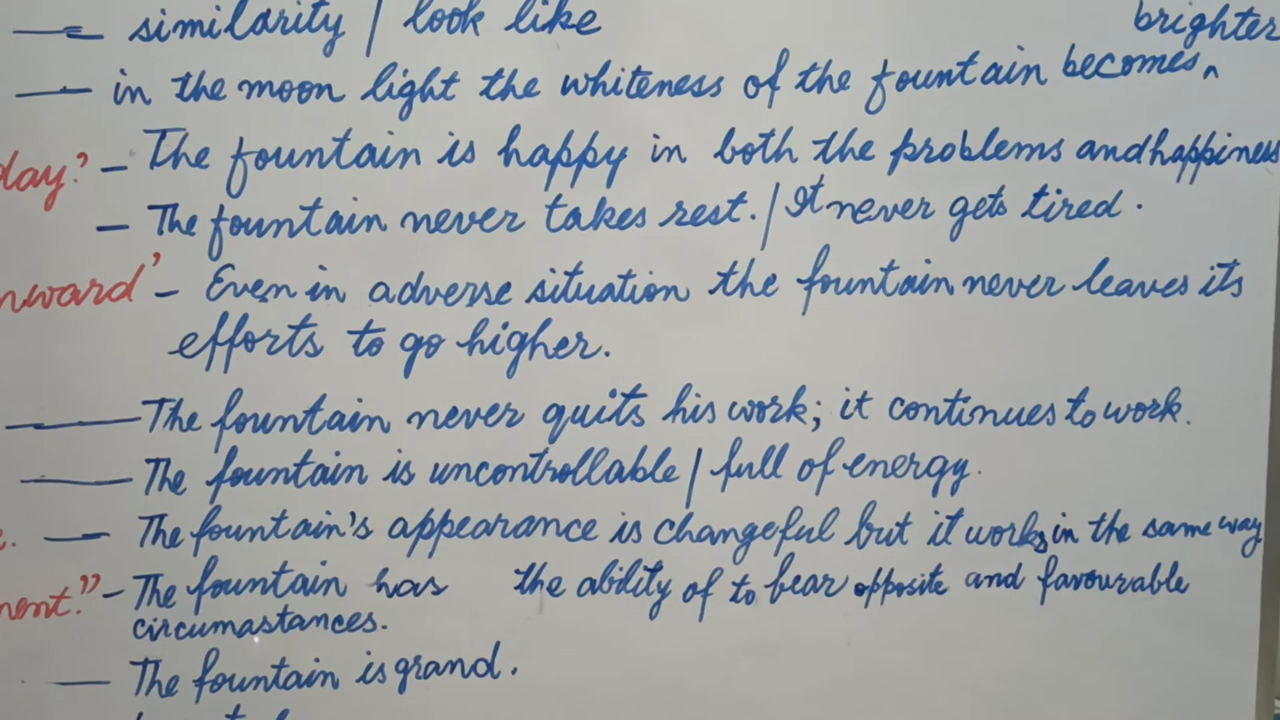 — similarity / look like
brighter
— in the moon light the whiteness of the fountain becomes ^
day?' – The fountain is happy in both the problems and happiness
– The fountain never takes rest. / It never gets tired.
nward' – Even in adverse situation the fountain never leaves its
efforts to go higher.
— The fountain never quits his work; it continues to work.
— The fountain is uncontrollable / full of energy.
e. — The fountain's appearance is changeful but it works in the same way
nent." – The fountain has the ability of to bear opposite and favourable
circumastances.
— The fountain is grand.